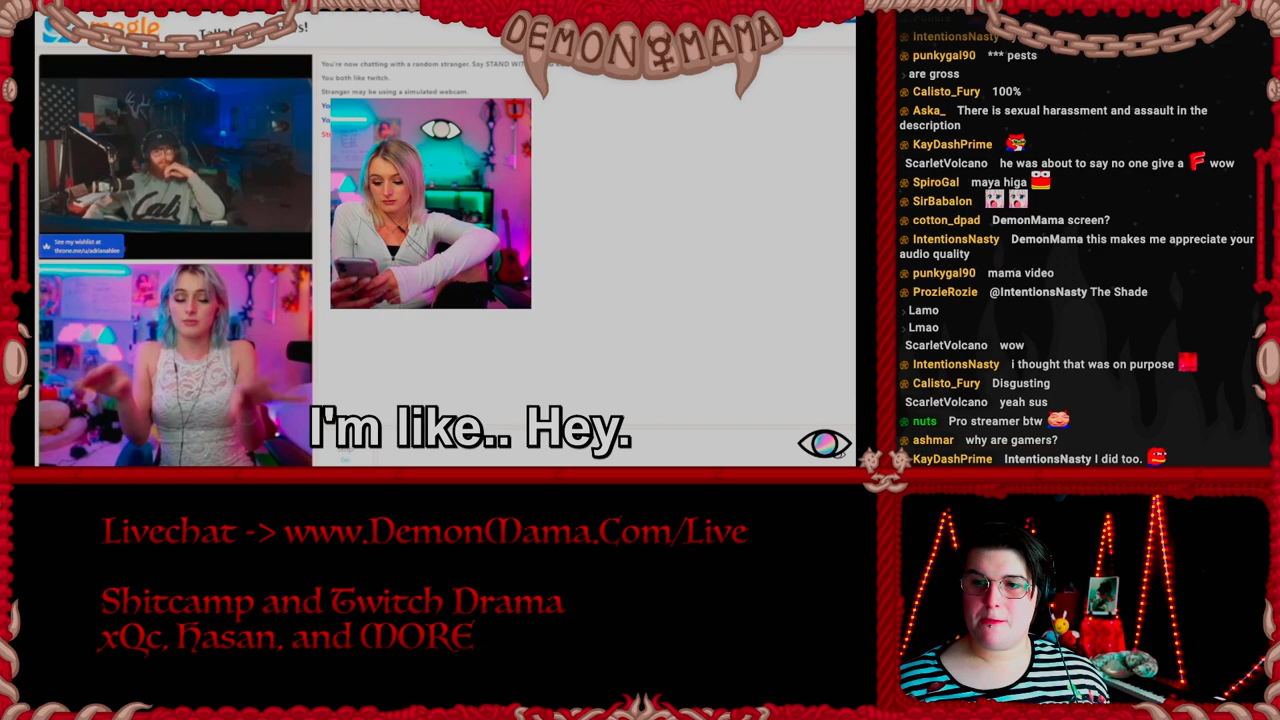 DEMON MAMA
You're now chatting with a random stranger. Say
You both like twitch.
Stranger may be using a simulated webcam.
See my wishlist at
throne.me/u/adrianahlee
I'm like.. Hey.
Livechat -> www.DemonMama.Com/Live
Shitcamp and Twitch Drama
xQc, Hasan, and MORE
IntentionsNasty
punkygal90 *** pests
are gross
Calisto_Fury 100%
Aska_ There is sexual harassment and assault in the
description
KayDashPrime
ScarletVolcano he was about to say no one give a F wow
SpiroGal maya higa
SirBabalon
cotton_dpad DemonMama screen?
IntentionsNasty DemonMama this makes me appreciate your
audio quality
punkygal90 mama video
ProzieRozie @IntentionsNasty The Shade
Lamo
Lmao
ScarletVolcano wow
IntentionsNasty i thought that was on purpose
Calisto_Fury Disgusting
ScarletVolcano yeah sus
nuts Pro streamer btw
ashmar why are gamers?
KayDashPrime IntentionsNasty I did too.